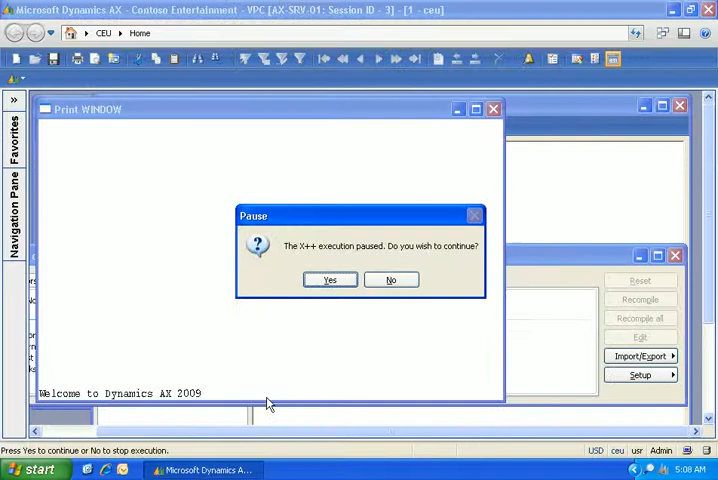 Microsoft Dynamics AX - Contoso Entertainment - VPC [AX-SRV-01: Session ID - 3] - [1 - ceu]
CEU
Home
Print WINDOW
Favorites
Navigation Pane
Pause
The X++ execution paused. Do you wish to continue?
Yes
No
Reset
Recompile
Recompile all
Edit
Import/Export
Setup
Welcome to Dynamics AX 2009
Press Yes to continue or No to stop execution.
USD
ceu
usr
Admin
start
Microsoft Dynamics A...
5:08 AM